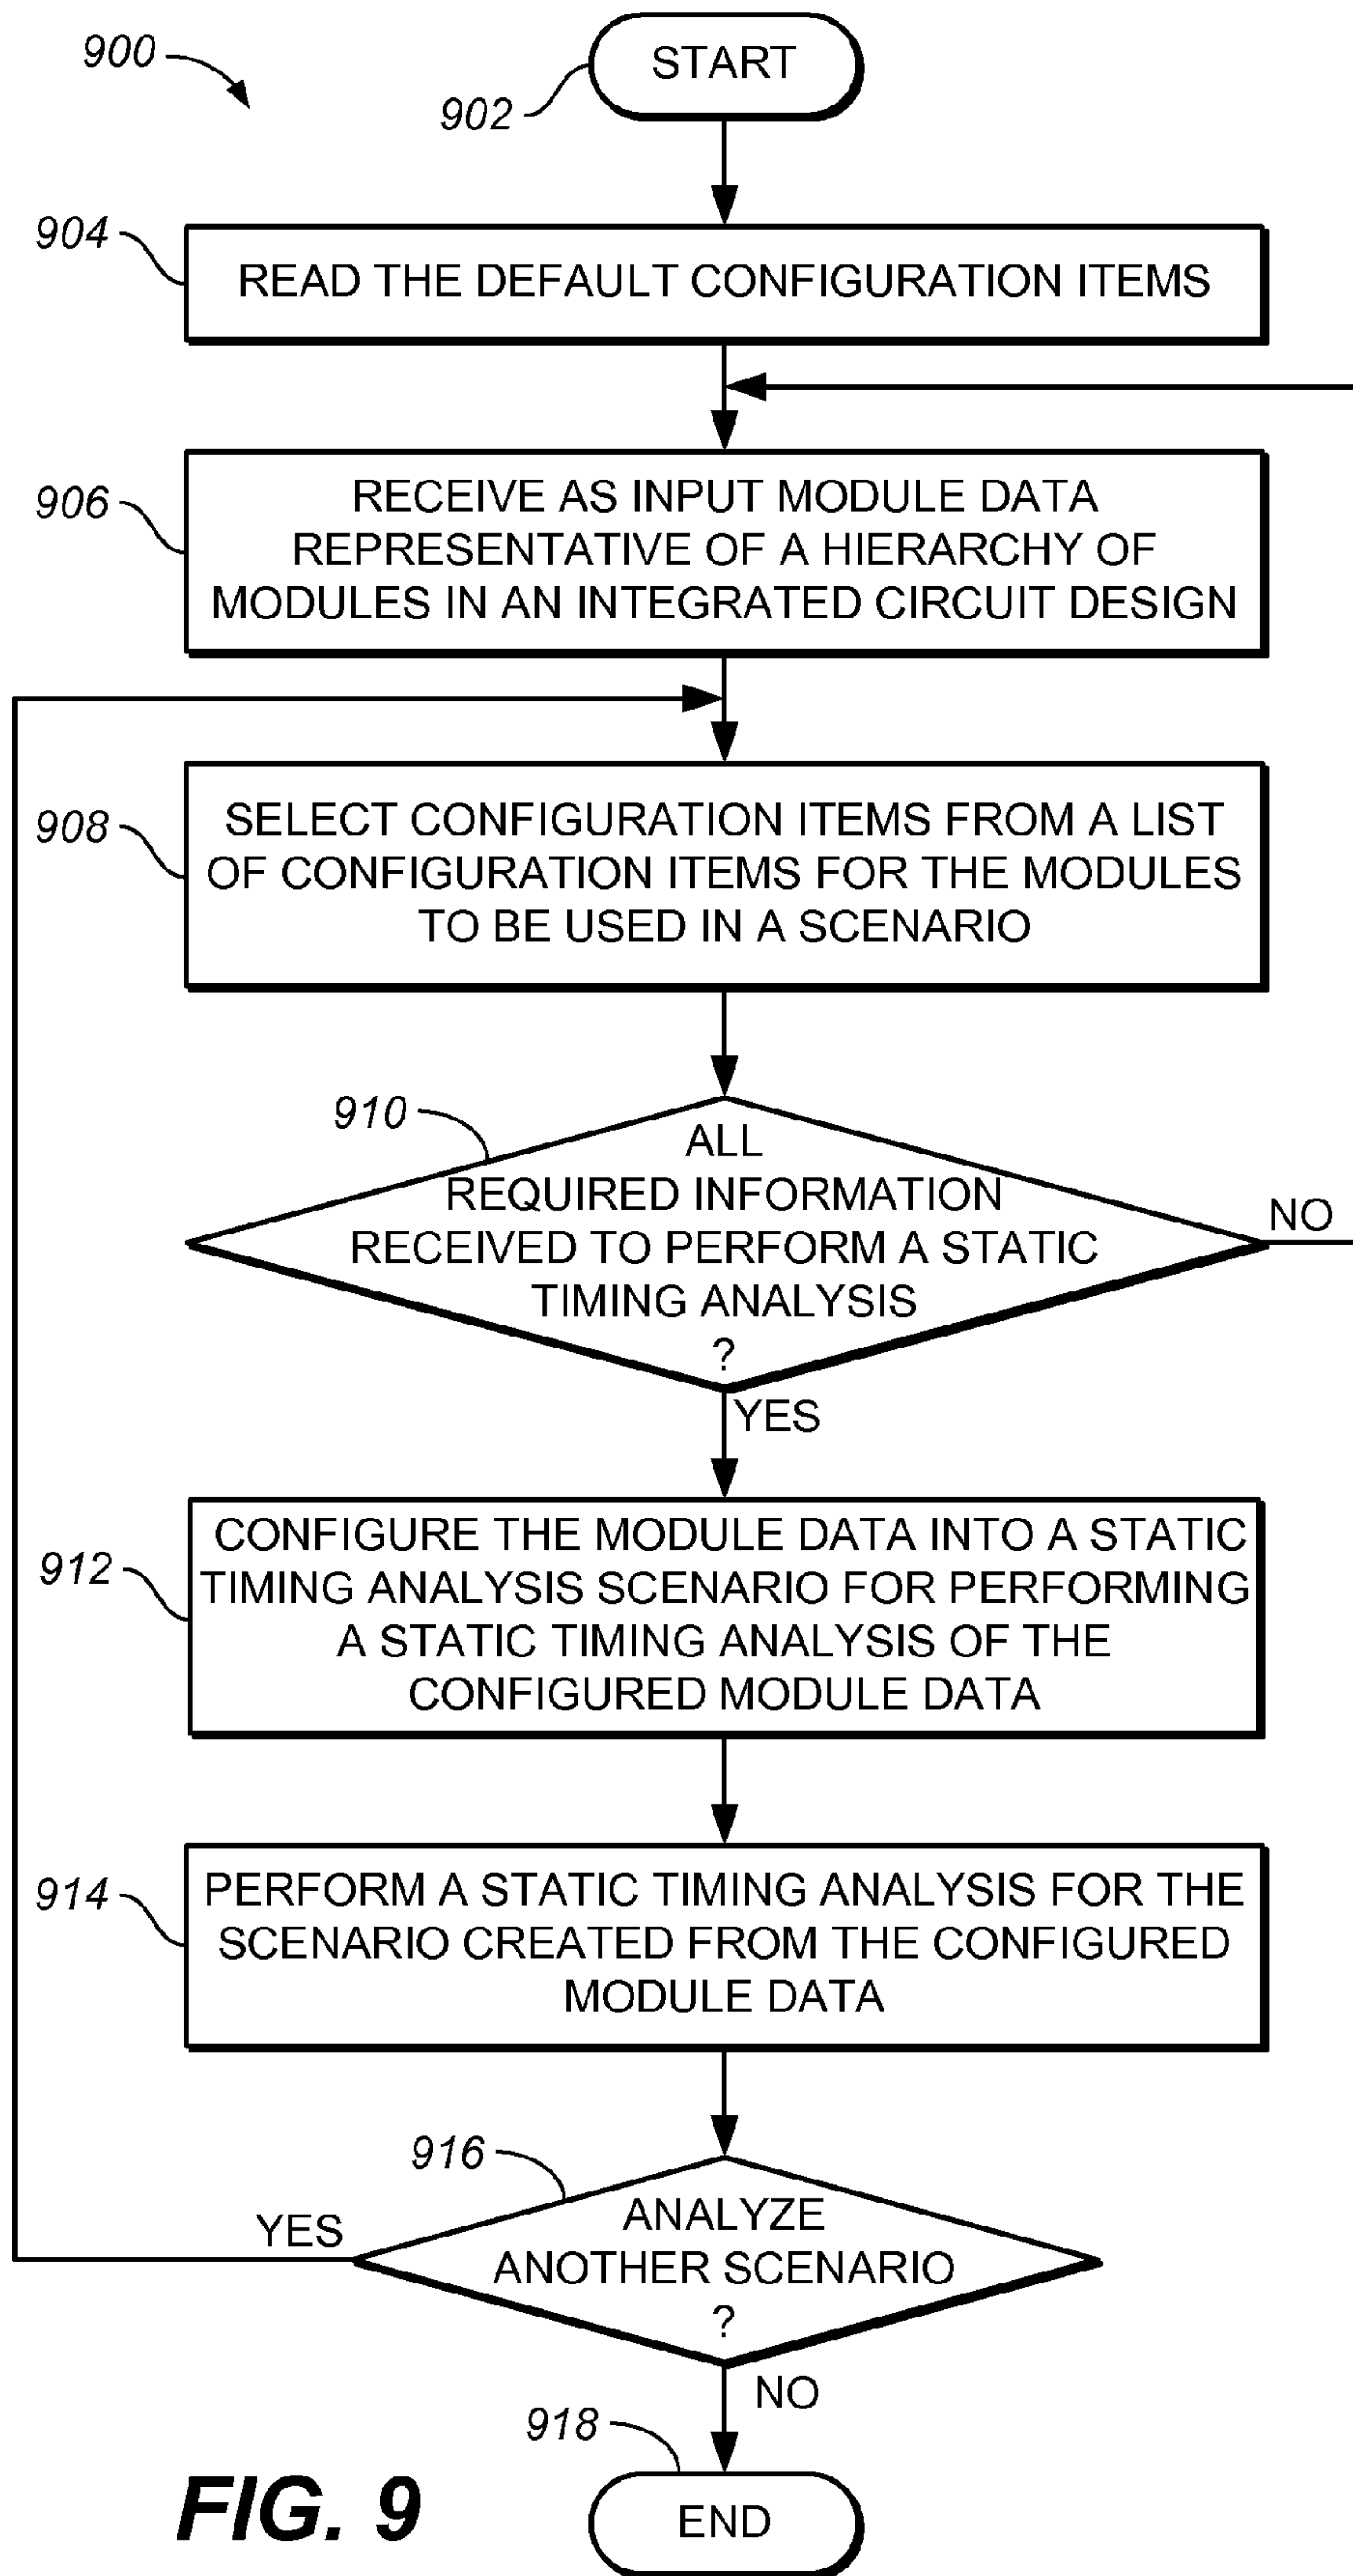 900
START
902
904
READ THE DEFAULT CONFIGURATION ITEMS
906
RECEIVE AS INPUT MODULE DATA
REPRESENTATIVE OF A HIERARCHY OF
MODULES IN AN INTEGRATED CIRCUIT DESIGN
908
SELECT CONFIGURATION ITEMS FROM A LIST
OF CONFIGURATION ITEMS FOR THE MODULES
TO BE USED IN A SCENARIO
910
ALL
REQUIRED INFORMATION
RECEIVED TO PERFORM A STATIC
TIMING ANALYSIS
?
NO
YES
912
CONFIGURE THE MODULE DATA INTO A STATIC
TIMING ANALYSIS SCENARIO FOR PERFORMING
A STATIC TIMING ANALYSIS OF THE
CONFIGURED MODULE DATA
914
PERFORM A STATIC TIMING ANALYSIS FOR THE
SCENARIO CREATED FROM THE CONFIGURED
MODULE DATA
916
YES
ANALYZE
ANOTHER SCENARIO
?
NO
918
END
FIG. 9